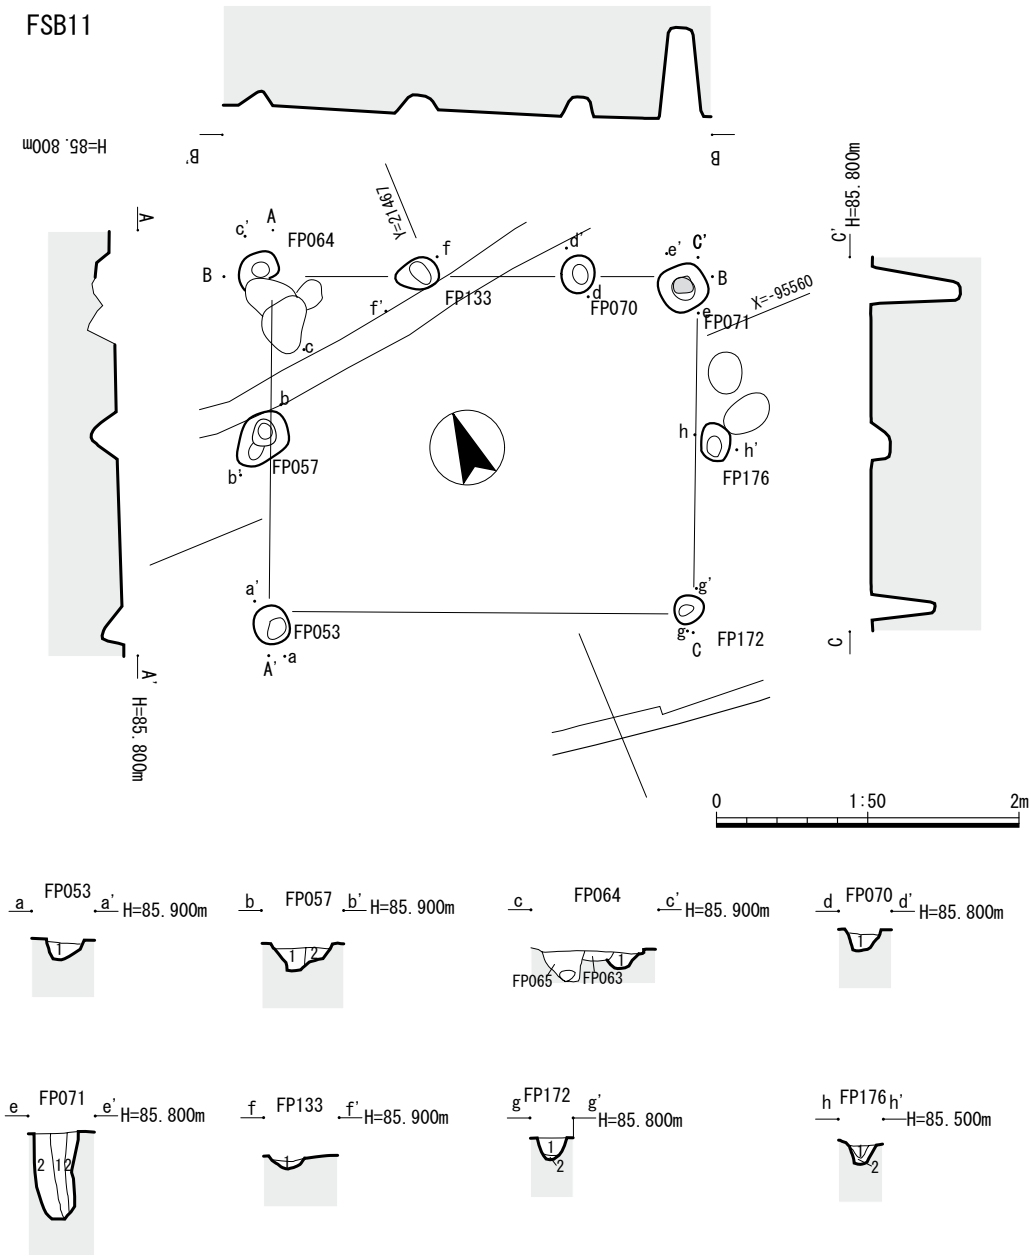 FSB11
H=85.800m
B'
B
A
H=85.800m
C'
c'
A
FP064
Y=21467
f
d'
e'
C'
B
FP133
d
FP070
B
X=-95560
f'
e
FP071
c
b
h
h'
FP057
b'
FP176
a'
g'
FP053
g
FP172
C
A'
a
C
A'
H=85.800m
0
1:50
2m
FP053
a
a'
H=85.900m
1
FP057
b
b'
H=85.900m
1
2
FP064
c
c'
H=85.900m
1
FP065
FP063
FP070
d
d'
H=85.800m
1
FP071
e
e'
H=85.800m
2
1
2
FP133
f
f'
H=85.900m
1
FP172
g
g'
H=85.800m
1
2
FP176
h
h'
H=85.500m
1
2